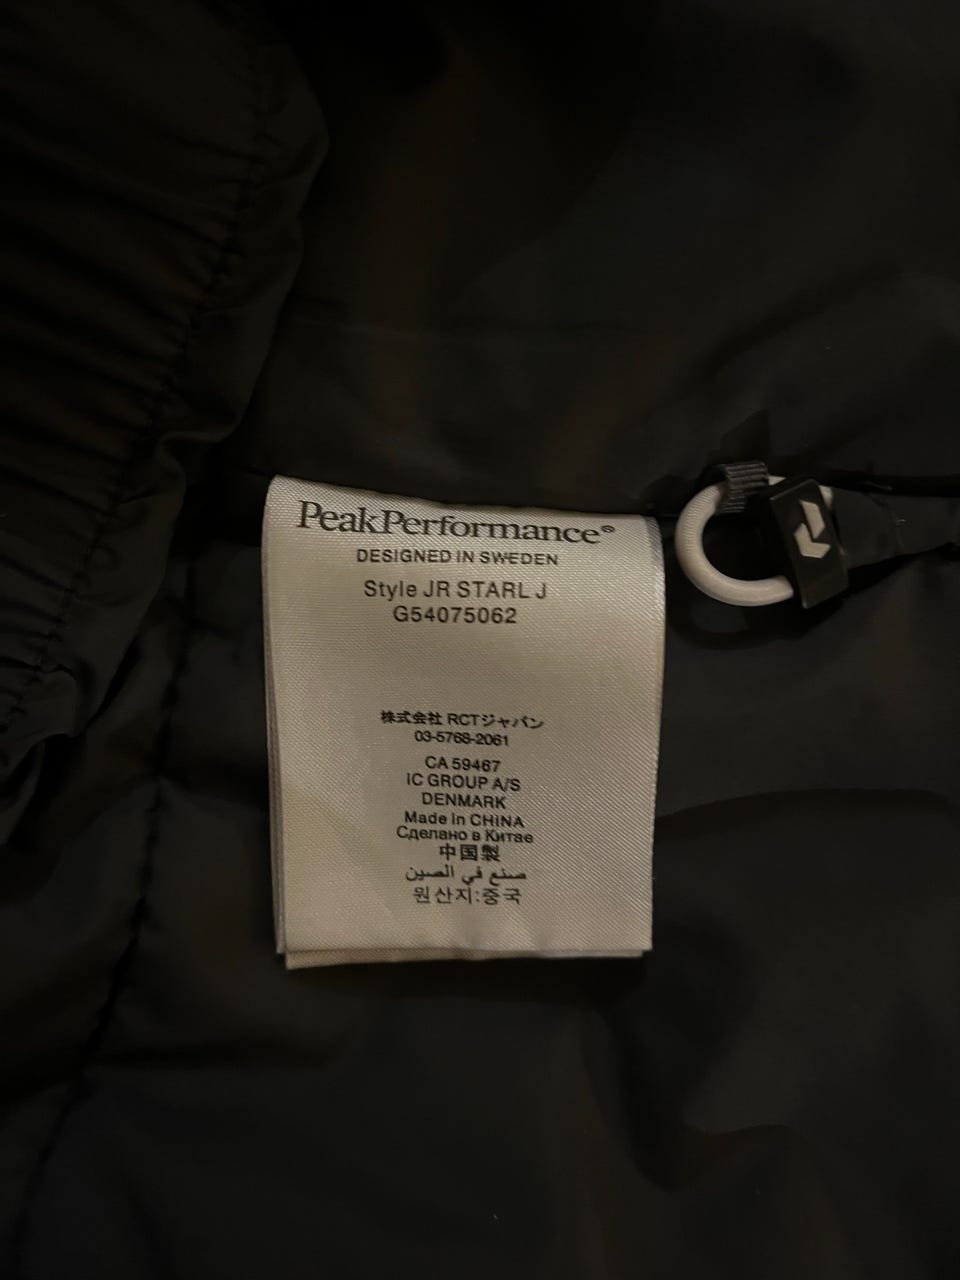 PeakPerformance®
DESIGNED IN SWEDEN
Style JR STARL J
G54075062
株式会社 RCTジャパン
03-5768-2061
CA 59467
IC GROUP A/S
DENMARK
Made In CHINA
Сделано в Китае
中国製
صنع في الصين
원산지:중국